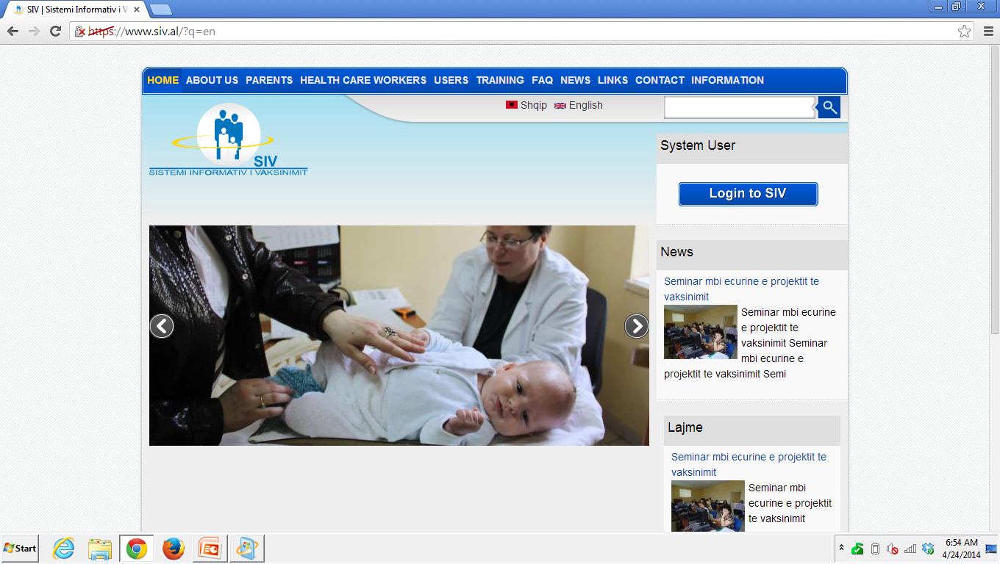 SIV | Sistemi Informativ i V
https://www.siv.al/?q=en
HOME ABOUT US PARENTS HEALTH CARE WORKERS USERS TRAINING FAQ NEWS LINKS CONTACT INFORMATION
Shqip English
SIV
SISTEMI INFORMATIV I VAKSINIMIT
System User
Login to SIV
News
Seminar mbi ecurine e projektit te
vaksinimit
Seminar mbi ecurine
e projektit te
vaksinimit Seminar
mbi ecurine e
projektit te vaksinimit Semi
Lajme
Seminar mbi ecurine e projektit te
vaksinimit
Seminar mbi
ecurine e projektit
te vaksinimit
Start
6:54 AM
4/24/2014